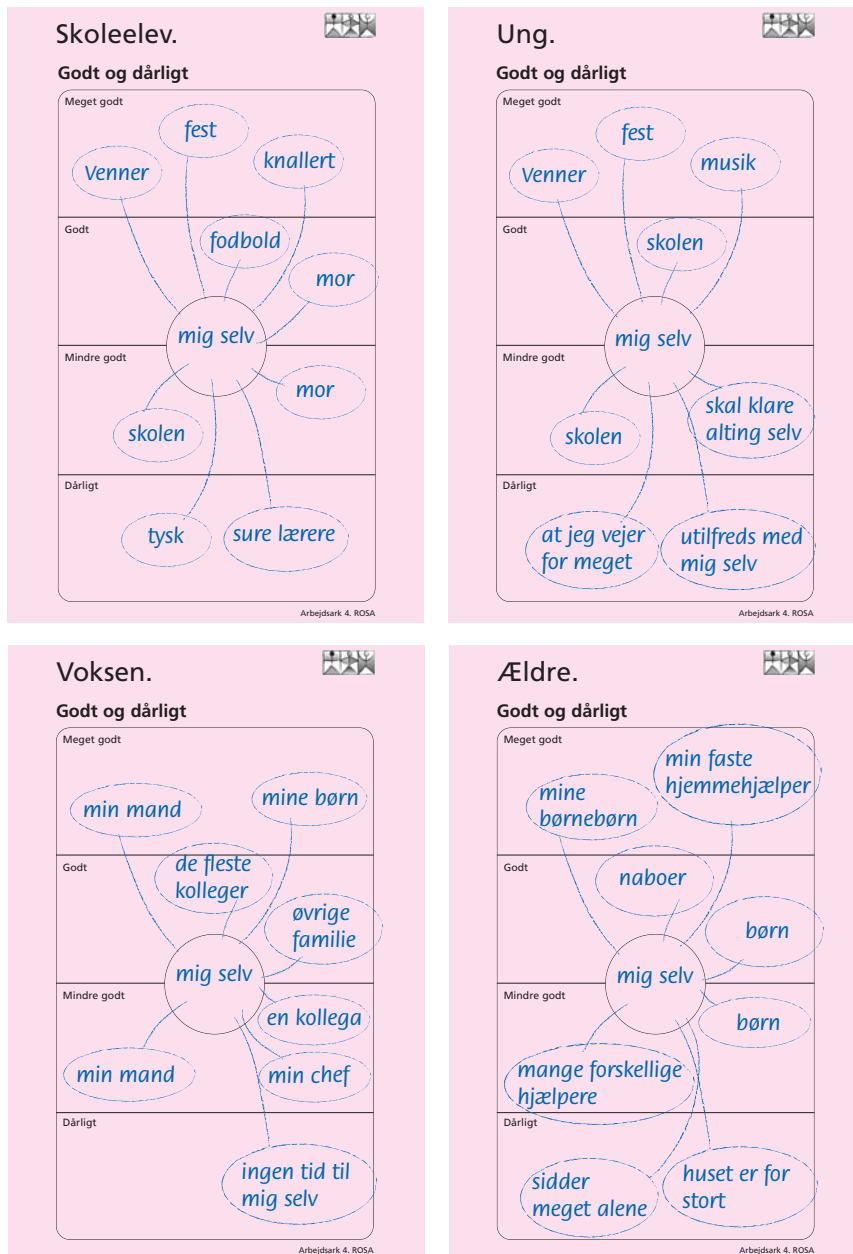 Skoleelev.
Godt og dårligt
Meget godt
fest
Venner
knallert
Godt
fodbold
mor
mig selv
Mindre godt
mor
skolen
Dårligt
tysk
sure lærere
Arbejdsark 4. ROSA
Ung.
Godt og dårligt
Meget godt
fest
Venner
musik
Godt
skolen
mig selv
Mindre godt
skal klare
alting selv
skolen
Dårligt
at jeg vejer
for meget
utilfreds med
mig selv
Arbejdsark 4. ROSA
Voksen.
Godt og dårligt
Meget godt
min mand
mine børn
Godt
de fleste
kolleger
øvrige
familie
mig selv
Mindre godt
en kollega
min mand
min chef
Dårligt
ingen tid til
mig selv
Arbejdsark 4. ROSA
Ældre.
Godt og dårligt
Meget godt
min faste
hjemmehjælper
mine
børnebørn
Godt
naboer
børn
mig selv
Mindre godt
børn
mange forskellige
hjælpere
Dårligt
sidder
meget alene
huset er for
stort
Arbejdsark 4. ROSA